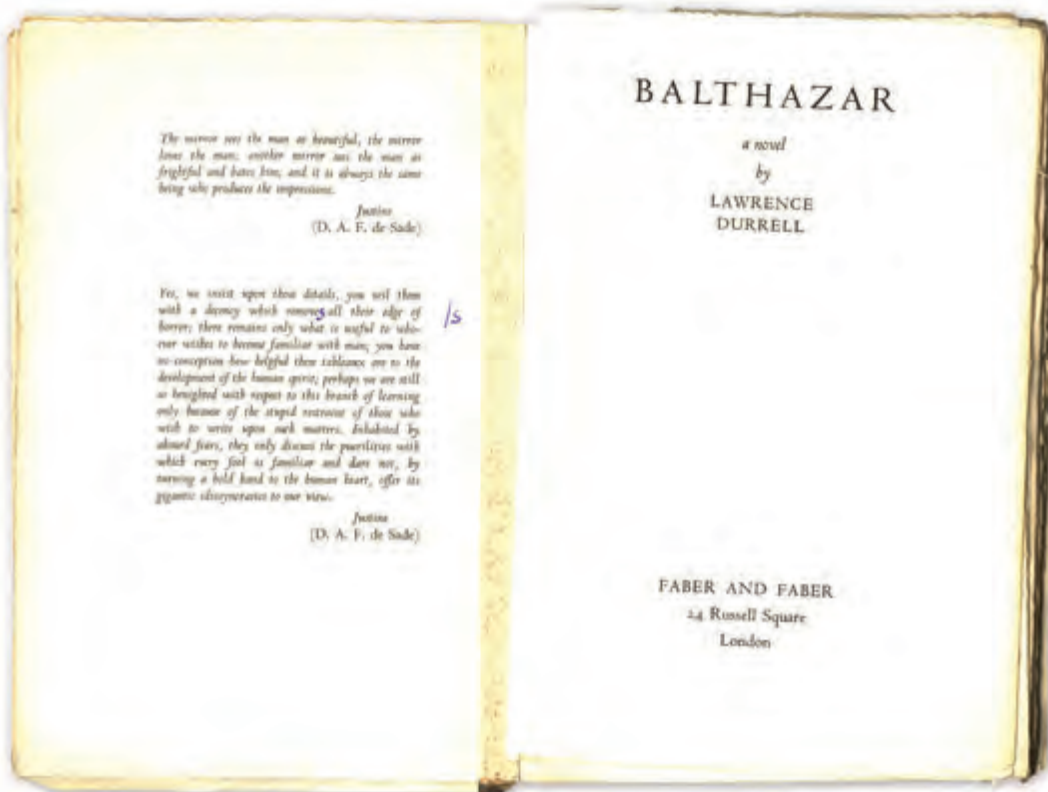 The mirror sees the man as beautiful, the mirror
loves the man; another mirror sees the man as
frightful and hates him; and it is always the same
being who produces the impressions.
Justine
(D. A. F. de Sade)
Yes, we insist upon these details, you veil them
with a decency which removes all their edge of
horror; there remains only what is useful to who-
ever wishes to become familiar with man; you have
no conception how helpful these tableaux are to the
development of the human spirit; perhaps we are still
so benighted with respect to this branch of learning
only because of the stupid restraint of those who
wish to write upon such matters. Inhabited by
absurd fears, they only discuss the puerilities with
which every fool is familiar and dare not, by
turning a bold hand to the human heart, offer its
gigantic idiosyncrasies to our view.
Justine
(D. A. F. de Sade)
/s
BALTHAZAR
a novel
by
LAWRENCE
DURRELL
FABER AND FABER
24 Russell Square
London